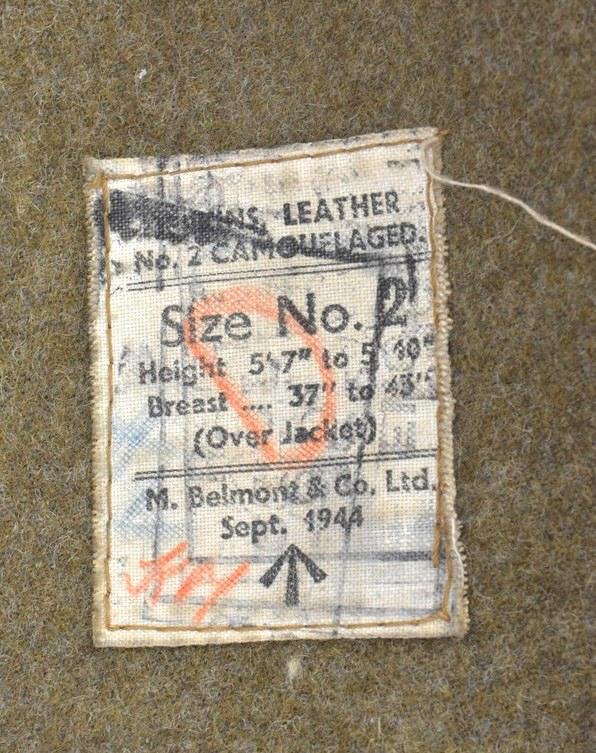 LEATHER
No. 2 CAMOUFLAGED.
Size No. 2
Height 5' 7" to 5' 10"
Breast .... 37" to
(Over Jacket)
M. Belmont & Co. Ltd.
Sept. 1944